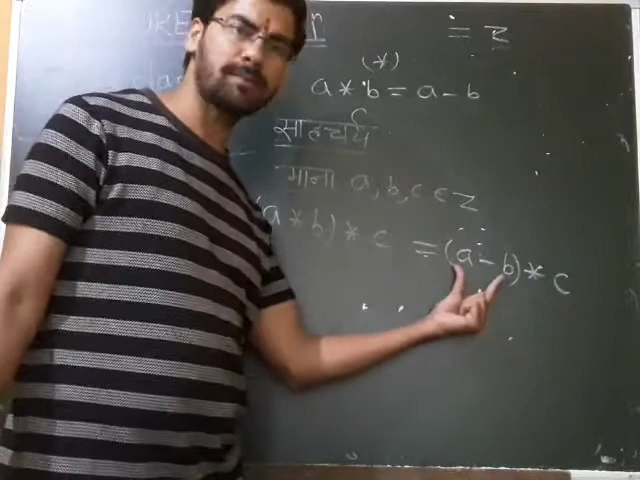 = Z
(*)
a * b = a - b
साहचर्य
माना a, b, c ∈ Z
(a * b) * c = (a - b) * c